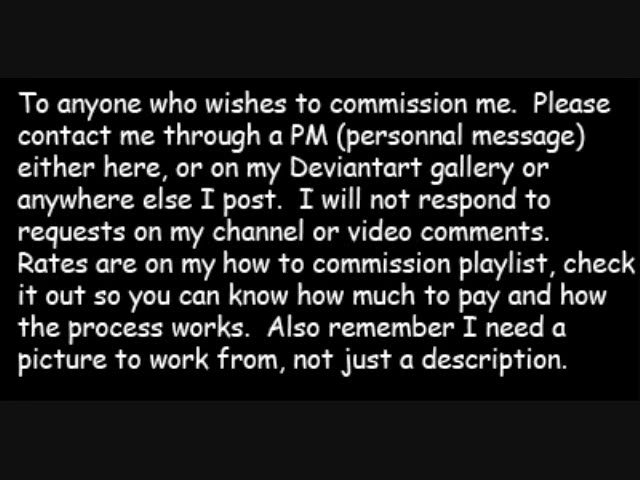 To anyone who wishes to commission me.  Please
contact me through a PM (personnal message)
either here, or on my Deviantart gallery or
anywhere else I post.  I will not respond to
requests on my channel or video comments.
Rates are on my how to commission playlist, check
it out so you can know how much to pay and how
the process works.  Also remember I need a
picture to work from, not just a description.